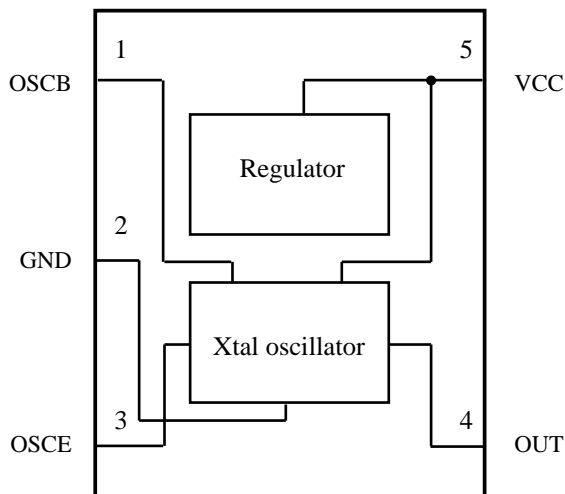 1
5
OSCB
VCC
Regulator
2
GND
Xtal oscillator
3
4
OSCE
OUT